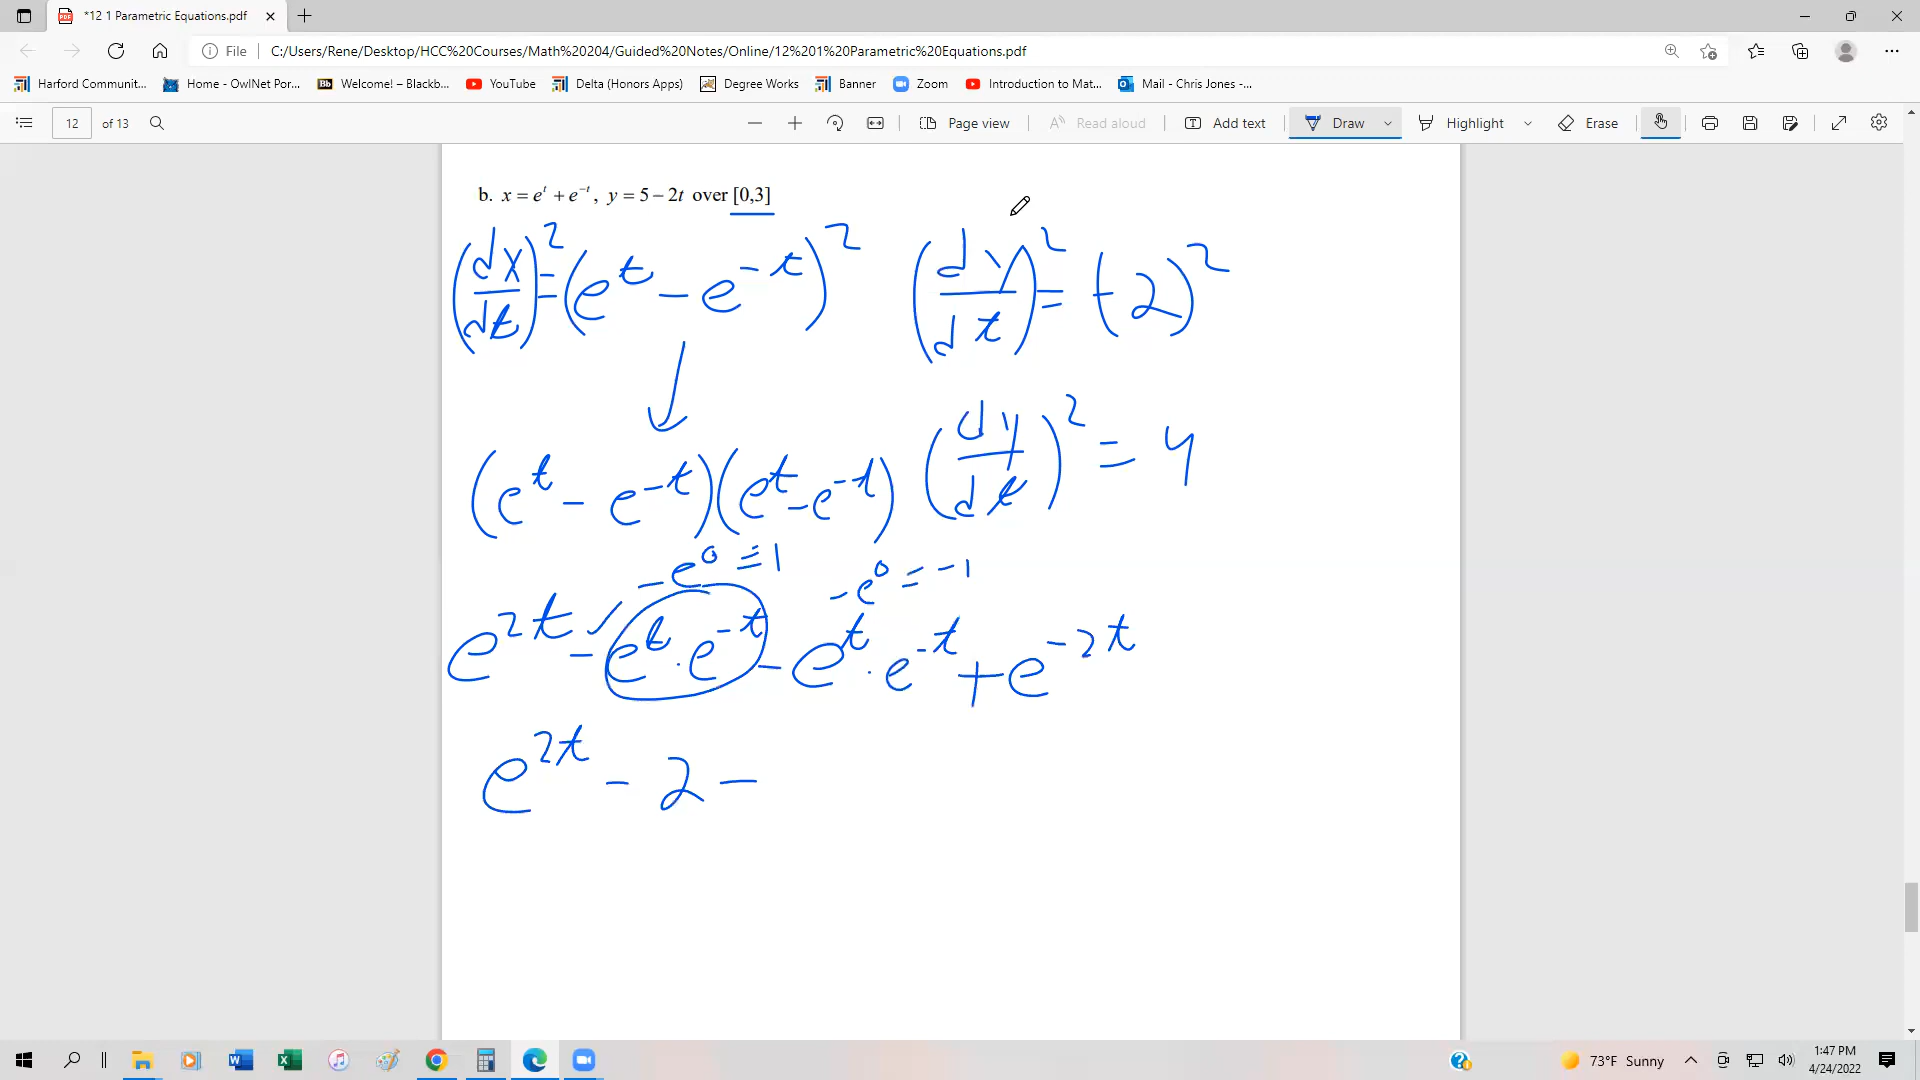 *12 1 Parametric Equations.pdf
File C:/Users/Rene/Desktop/HCC%20Courses/Math%20204/Guided%20Notes/Online/12%201%20Parametric%20Equations.pdf
Harford Communit... Home - OwlNet Por... Bb Welcome! – Blackb... YouTube Delta (Honors Apps) Degree Works Banner Zoom Introduction to Mat... Mail - Chris Jones -...
12 of 13 Page view Read aloud Add text Draw Highlight Erase
b. x = e^t + e^{-t}, y = 5 − 2t over [0,3]
(dx/dt)^2 = (e^t − e^{-t})^2 (dy/dt)^2 = (−2)^2
(e^t − e^{-t})(e^t − e^{-t}) (dy/dt)^2 = 4
−e^0 = 1 −e^0 = −1
e^{2t} − e^t · e^{-t} − e^t · e^{-t} + e^{-2t}
e^{2t} − 2 −
73°F Sunny 1:47 PM
4/24/2022